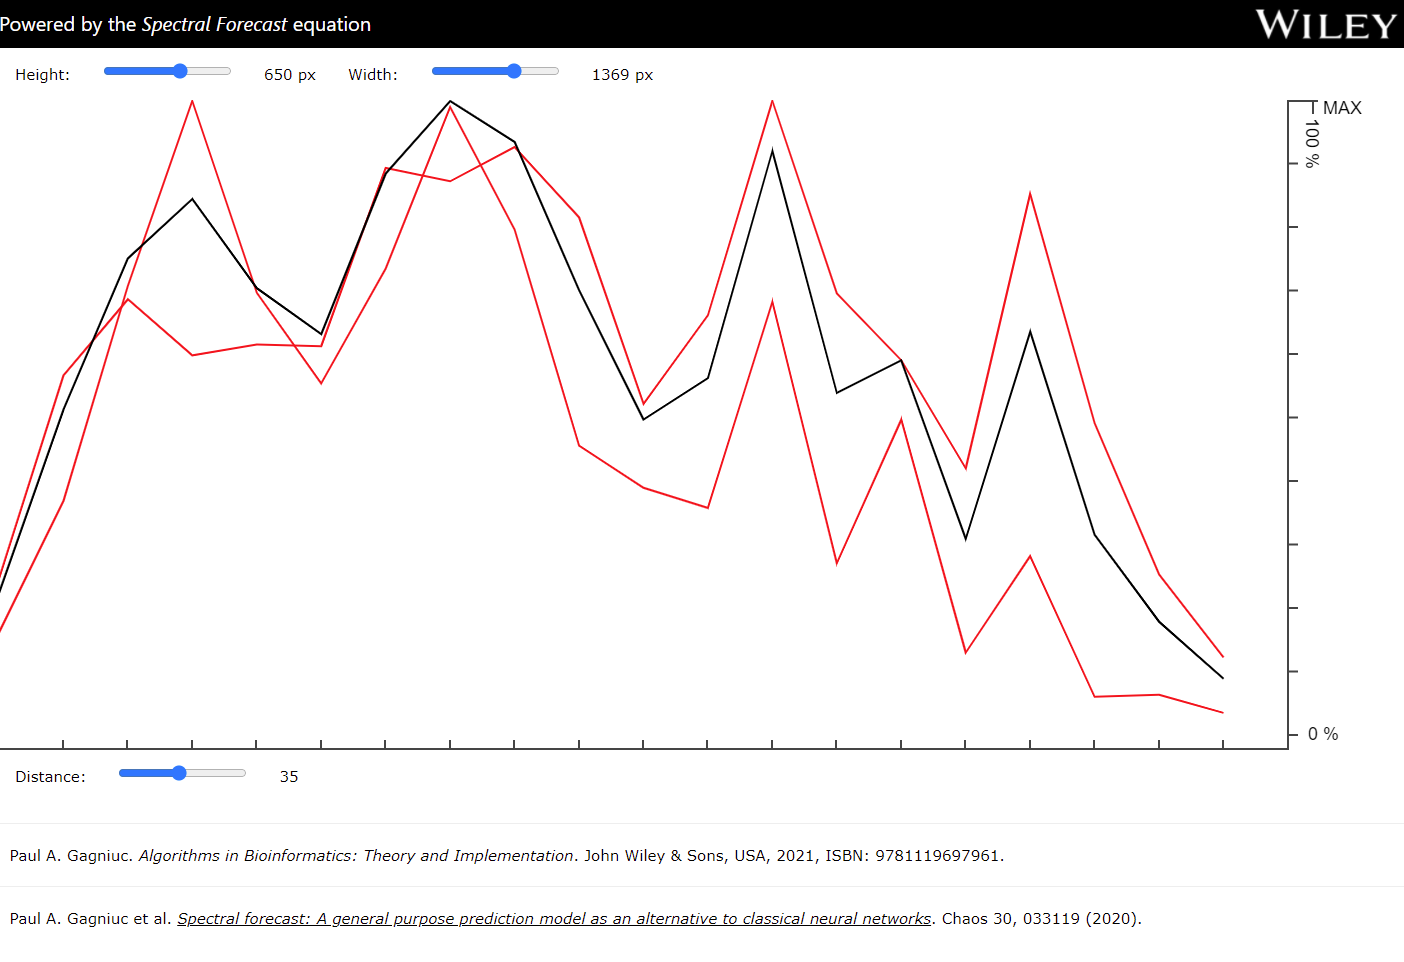 Powered by the Spectral Forecast equation
WILEY
Height: 650 px Width: 1369 px
MAX
100 %
0 %
Distance: 35
Paul A. Gagniuc. Algorithms in Bioinformatics: Theory and Implementation. John Wiley & Sons, USA, 2021, ISBN: 9781119697961.
Paul A. Gagniuc et al. Spectral forecast: A general purpose prediction model as an alternative to classical neural networks. Chaos 30, 033119 (2020).